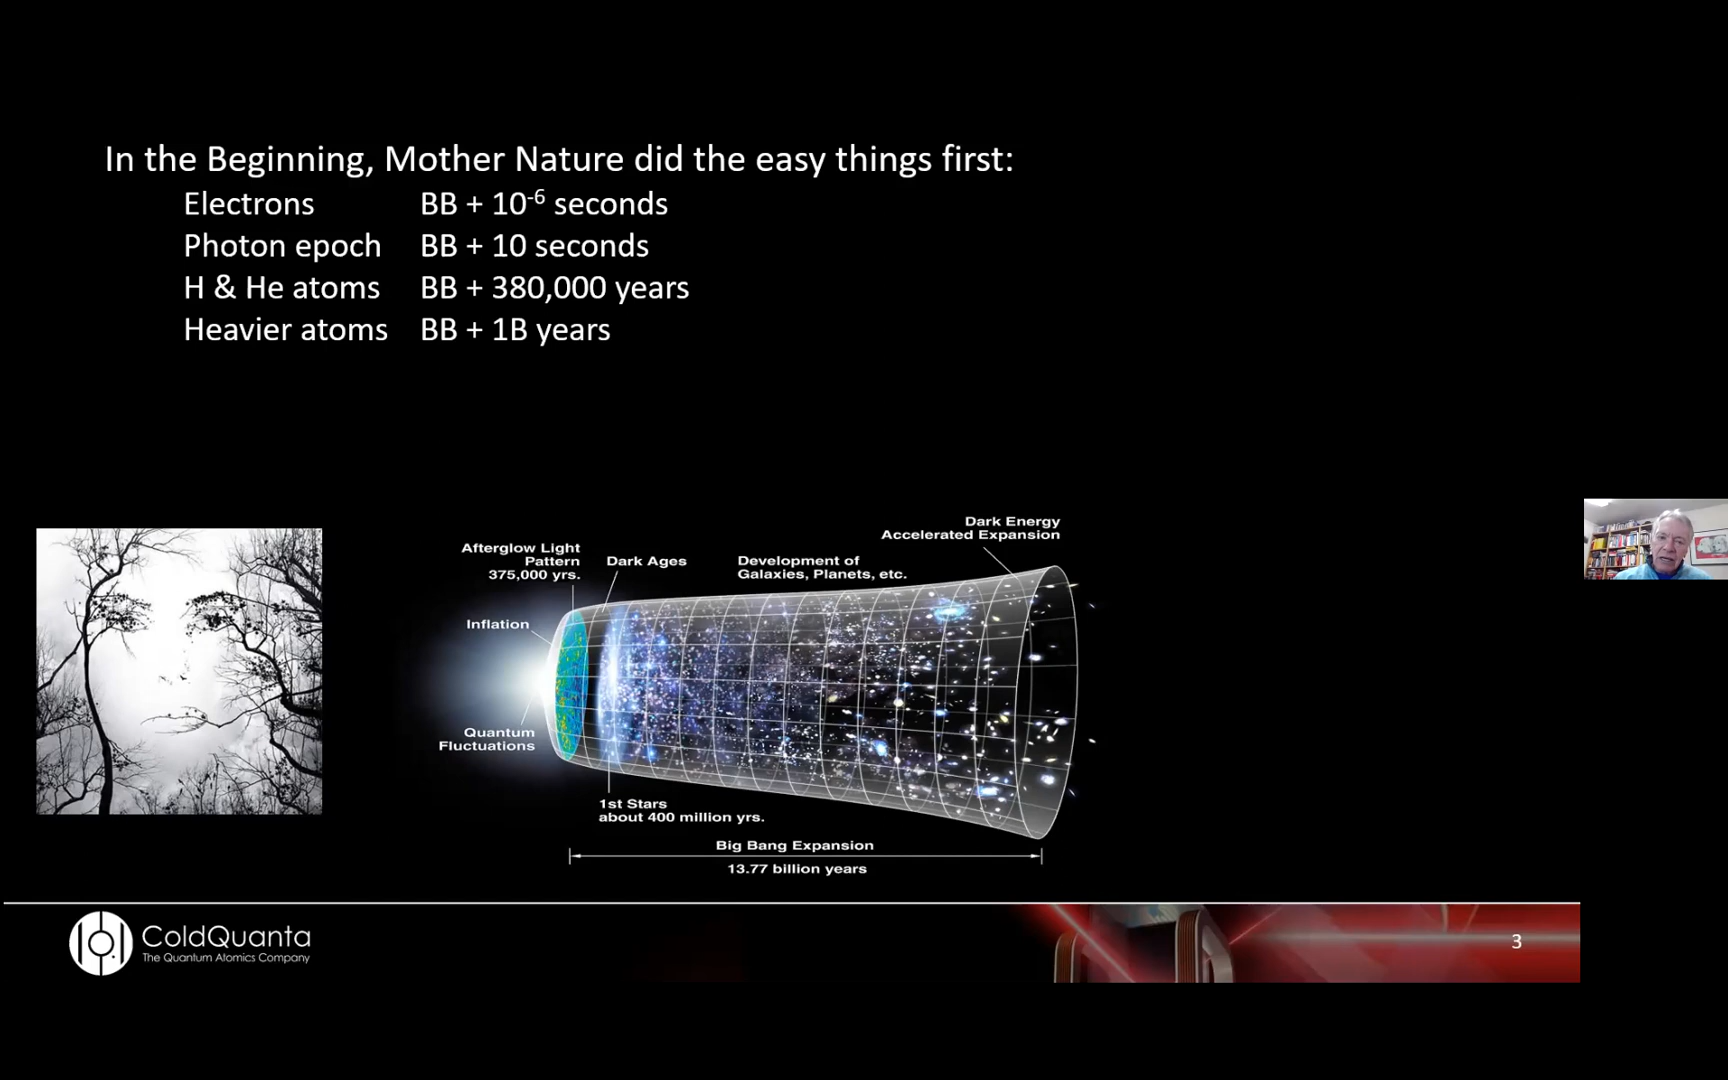 In the Beginning, Mother Nature did the easy things first:
Electrons BB + 10⁻⁶ seconds
Photon epoch BB + 10 seconds
H & He atoms BB + 380,000 years
Heavier atoms BB + 1B years
Dark Energy
Accelerated Expansion
Afterglow Light
Pattern
375,000 yrs.
Dark Ages
Development of
Galaxies, Planets, etc.
Inflation
Quantum
Fluctuations
1st Stars
about 400 million yrs.
Big Bang Expansion
13.77 billion years
ColdQuanta
The Quantum Atomics Company
3